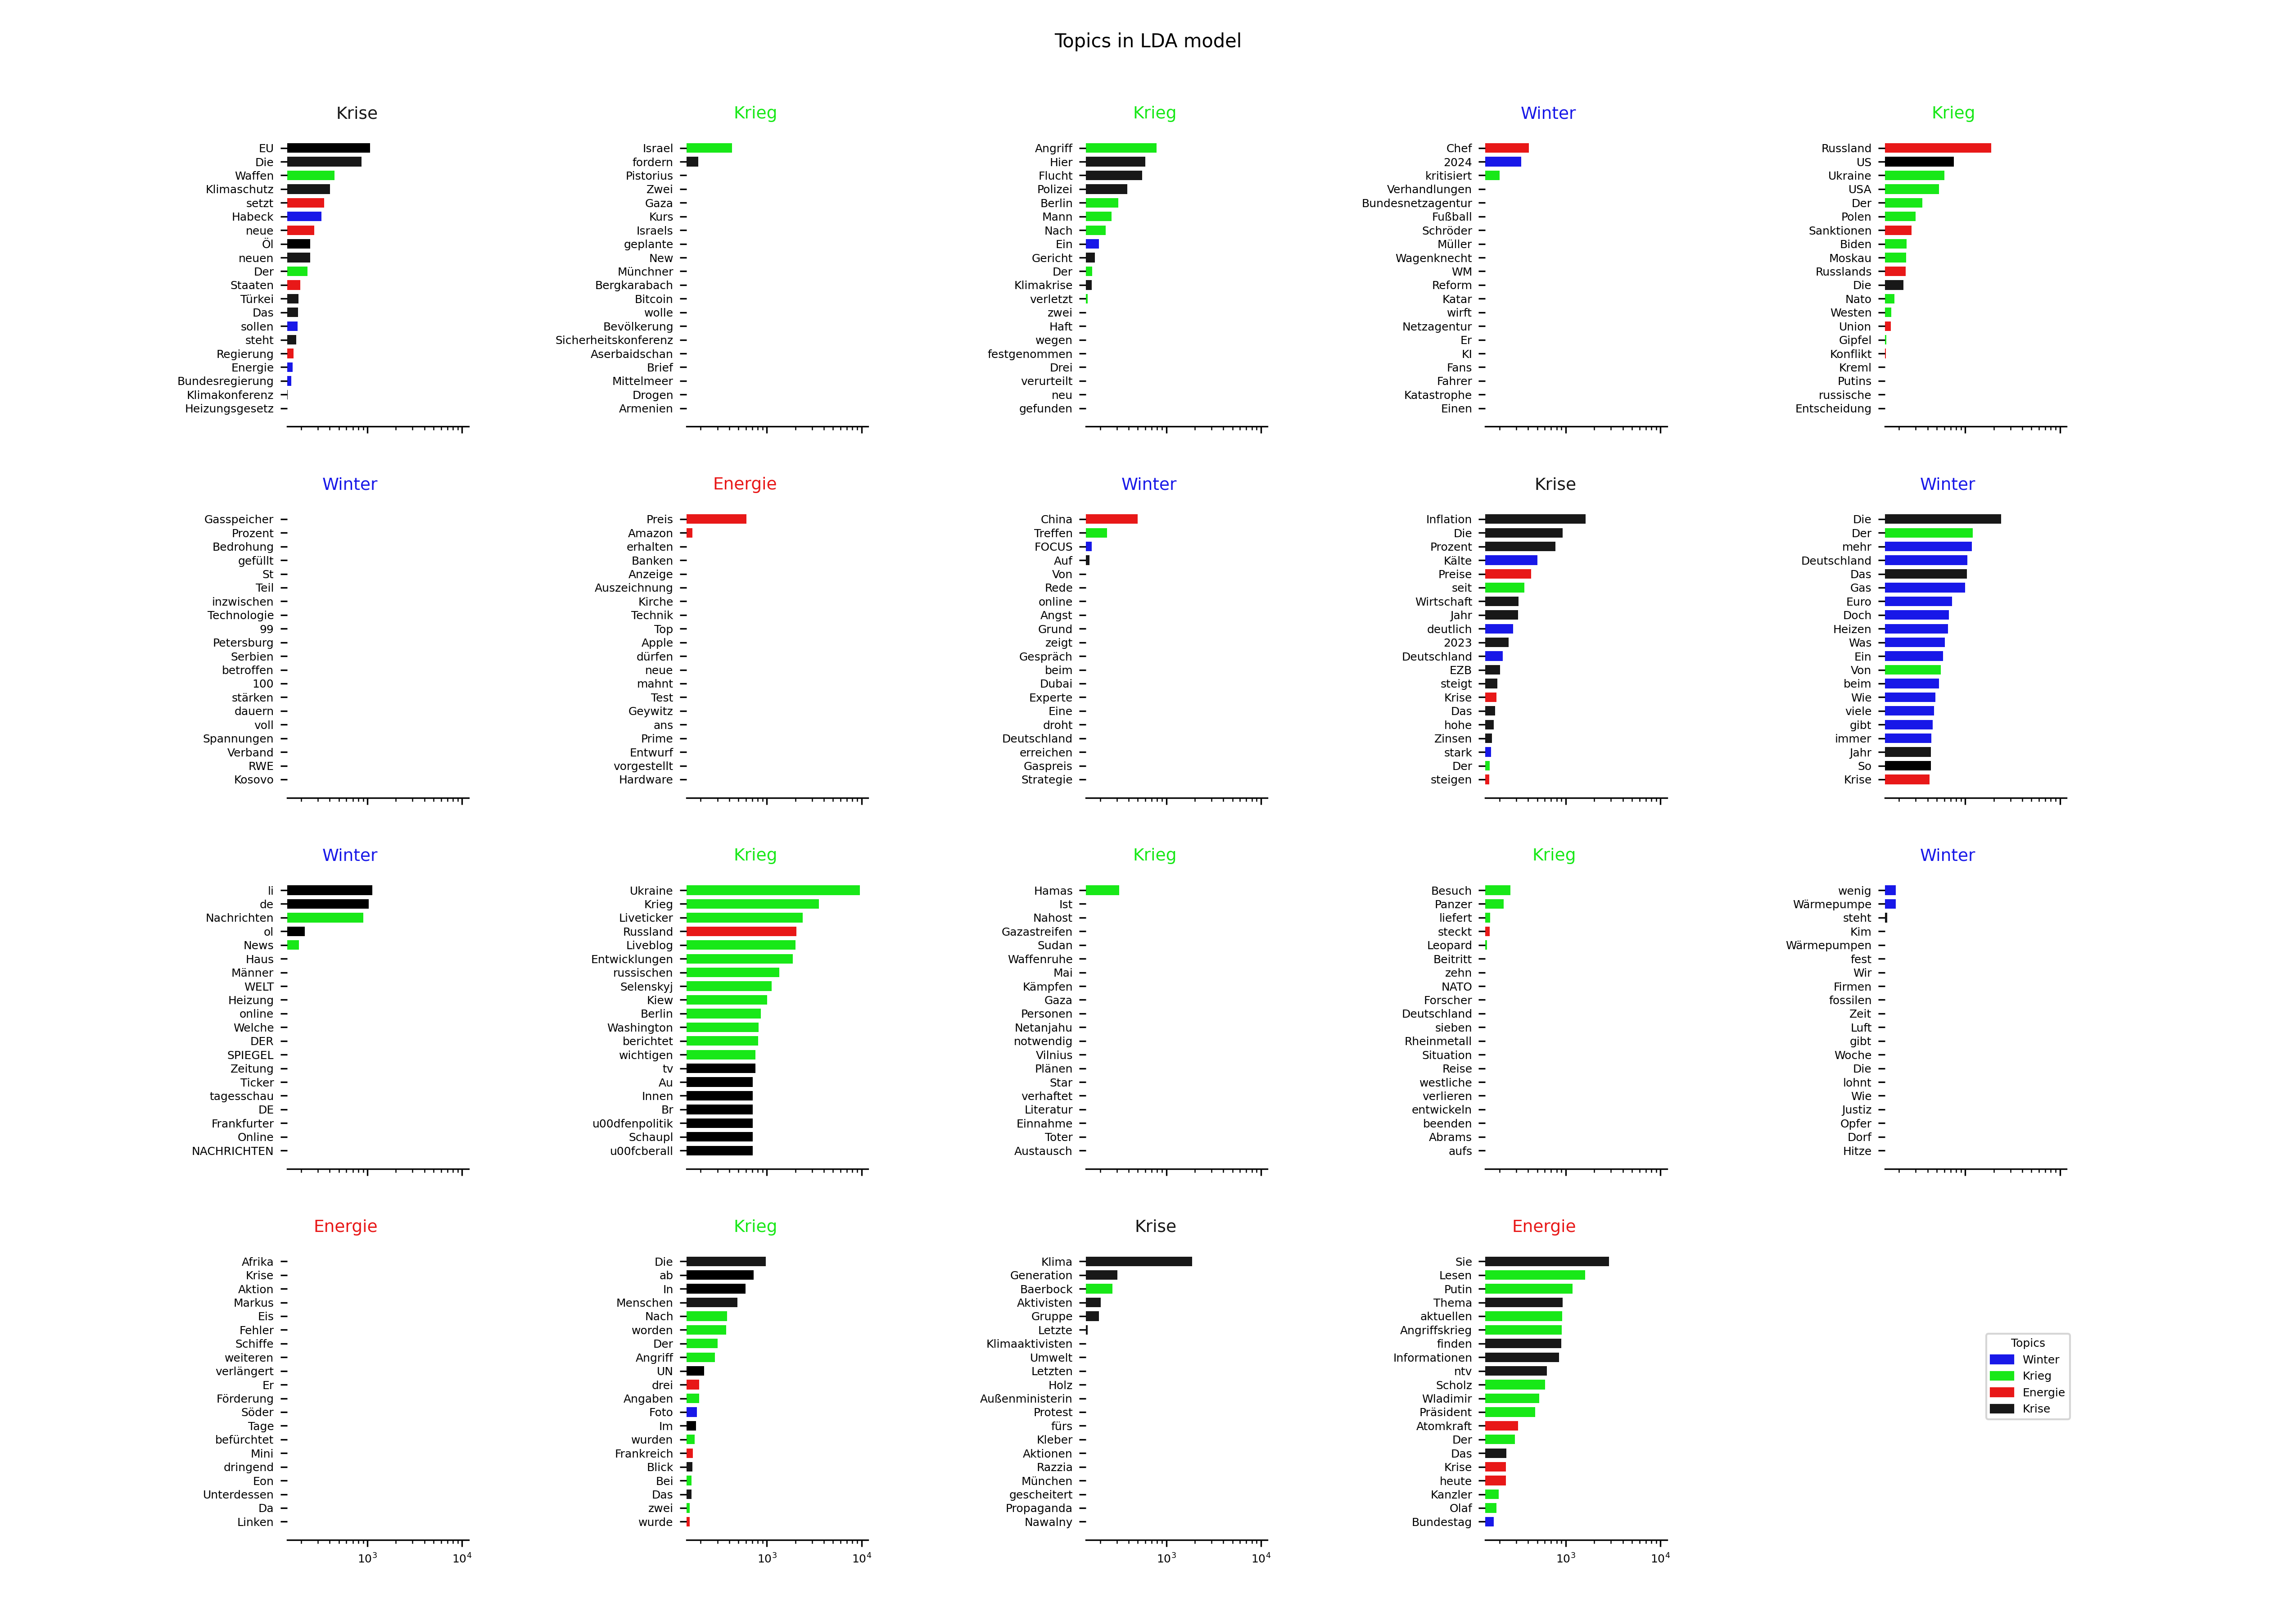 Topics in LDA model
Krise
EU
Die
Waffen
Klimaschutz
setzt
Habeck
neue
Öl
neuen
Der
Staaten
Türkei
Das
sollen
steht
Regierung
Energie
Bundesregierung
Klimakonferenz
Heizungsgesetz
Krieg
Israel
fordern
Pistorius
Zwei
Gaza
Kurs
Israels
geplante
New
Münchner
Bergkarabach
Bitcoin
wolle
Bevölkerung
Sicherheitskonferenz
Aserbaidschan
Brief
Mittelmeer
Drogen
Armenien
Krieg
Angriff
Hier
Flucht
Polizei
Berlin
Mann
Nach
Ein
Gericht
Der
Klimakrise
verletzt
zwei
Haft
wegen
festgenommen
Drei
verurteilt
neu
gefunden
Winter
Chef
2024
kritisiert
Verhandlungen
Bundesnetzagentur
Fußball
Schröder
Müller
Wagenknecht
WM
Reform
Katar
wirft
Netzagentur
Er
KI
Fans
Fahrer
Katastrophe
Einen
Krieg
Russland
US
Ukraine
USA
Der
Polen
Sanktionen
Biden
Moskau
Russlands
Die
Nato
Westen
Union
Gipfel
Konflikt
Kreml
Putins
russische
Entscheidung
Winter
Gasspeicher
Prozent
Bedrohung
gefüllt
St
Teil
inzwischen
Technologie
99
Petersburg
Serbien
betroffen
100
stärken
dauern
voll
Spannungen
Verband
RWE
Kosovo
Energie
Preis
Amazon
erhalten
Banken
Anzeige
Auszeichnung
Kirche
Technik
Top
Apple
dürfen
neue
mahnt
Test
Geywitz
ans
Prime
Entwurf
vorgestellt
Hardware
Winter
China
Treffen
FOCUS
Auf
Von
Rede
online
Angst
Grund
zeigt
Gespräch
beim
Dubai
Experte
Eine
droht
Deutschland
erreichen
Gaspreis
Strategie
Krise
Inflation
Die
Prozent
Kälte
Preise
seit
Wirtschaft
Jahr
deutlich
2023
Deutschland
EZB
steigt
Krise
Das
hohe
Zinsen
stark
Der
steigen
Winter
Die
Der
mehr
Deutschland
Das
Gas
Euro
Doch
Heizen
Was
Ein
Von
beim
Wie
viele
gibt
immer
Jahr
So
Krise
Winter
li
de
Nachrichten
ol
News
Haus
Männer
WELT
Heizung
online
Welche
DER
SPIEGEL
Zeitung
Ticker
tagesschau
DE
Frankfurter
Online
NACHRICHTEN
Krieg
Ukraine
Krieg
Liveticker
Russland
Liveblog
Entwicklungen
russischen
Selenskyj
Kiew
Berlin
Washington
berichtet
wichtigen
tv
Au
Innen
Br
u00dfenpolitik
Schaupl
u00fcberall
Krieg
Hamas
Ist
Nahost
Gazastreifen
Sudan
Waffenruhe
Mai
Kämpfen
Gaza
Personen
Netanjahu
notwendig
Vilnius
Plänen
Star
verhaftet
Literatur
Einnahme
Toter
Austausch
Krieg
Besuch
Panzer
liefert
steckt
Leopard
Beitritt
zehn
NATO
Forscher
Deutschland
sieben
Rheinmetall
Situation
Reise
westliche
verlieren
entwickeln
beenden
Abrams
aufs
Winter
wenig
Wärmepumpe
steht
Kim
Wärmepumpen
fest
Wir
Firmen
fossilen
Zeit
Luft
gibt
Woche
Die
lohnt
Wie
Justiz
Opfer
Dorf
Hitze
Energie
Afrika
Krise
Aktion
Markus
Eis
Fehler
Schiffe
weiteren
verlängert
Er
Förderung
Söder
Tage
befürchtet
Mini
dringend
Eon
Unterdessen
Da
Linken
10³ 10⁴
Krieg
Die
ab
In
Menschen
Nach
worden
Der
Angriff
UN
drei
Angaben
Foto
Im
wurden
Frankreich
Blick
Bei
Das
zwei
wurde
10³ 10⁴
Krise
Klima
Generation
Baerbock
Aktivisten
Gruppe
Letzte
Klimaaktivisten
Umwelt
Letzten
Holz
Außenministerin
Protest
fürs
Kleber
Aktionen
Razzia
München
gescheitert
Propaganda
Nawalny
10³ 10⁴
Energie
Sie
Lesen
Putin
Thema
aktuellen
Angriffskrieg
finden
Informationen
ntv
Scholz
Wladimir
Präsident
Atomkraft
Der
Das
Krise
heute
Kanzler
Olaf
Bundestag
10³ 10⁴
Topics
Winter
Krieg
Energie
Krise